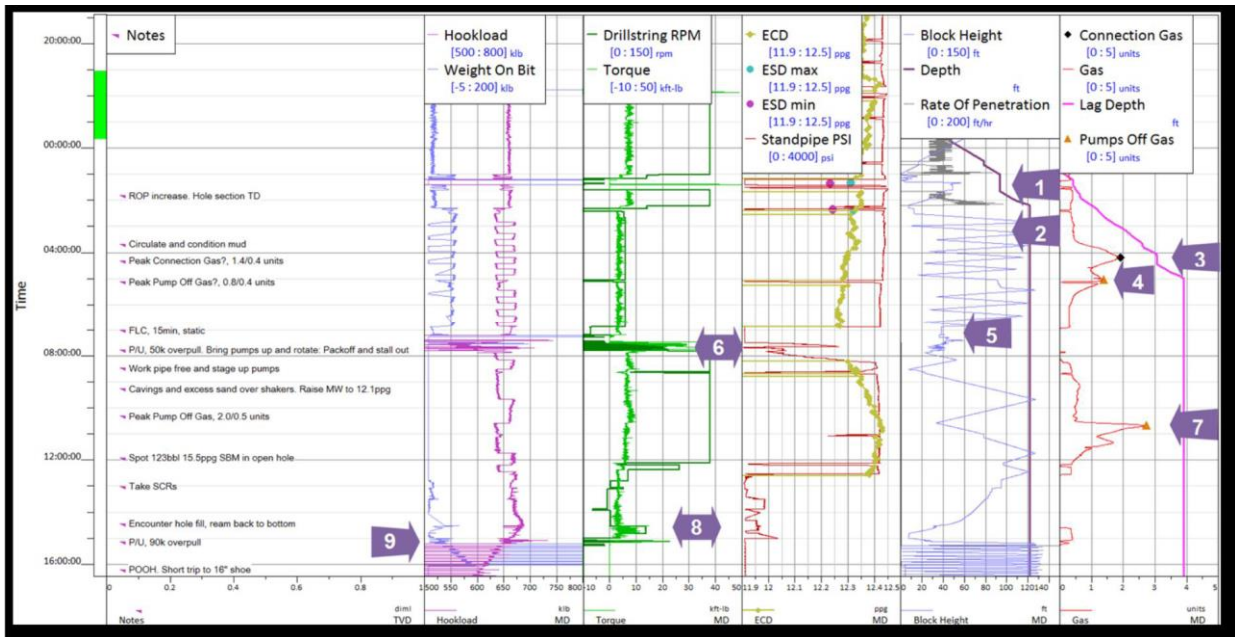 Notes
Hookload
[500 : 800] klb
Weight On Bit
[-5 : 200] klb
Drillstring RPM
[0 : 150] rpm
Torque
[-10 : 50] kft-lb
ECD
[11.9 : 12.5] ppg
ESD max
[11.9 : 12.5] ppg
ESD min
[11.9 : 12.5] ppg
Standpipe PSI
[0 : 4000] psi
Block Height
[0 : 150] ft
Depth
ft
Rate Of Penetration
[0 : 200] ft/hr
Connection Gas
[0 : 5] units
Gas
[0 : 5] units
Lag Depth
ft
Pumps Off Gas
[0 : 5] units
Time
20:00:00
00:00:00
ROP increase. Hole section TD
1
2
04:00:00
Circulate and condition mud
Peak Connection Gas?, 1.4/0.4 units
3
Peak Pump Off Gas?, 0.8/0.4 units
4
FLC, 15min, static
5
08:00:00
P/U, 50k overpull. Bring pumps up and rotate: Packoff and stall out
6
Work pipe free and stage up pumps
Cavings and excess sand over shakers. Raise MW to 12.1ppg
Peak Pump Off Gas, 2.0/0.5 units
7
12:00:00
Spot 123bbl 15.5ppg SBM in open hole
Take SCRs
Encounter hole fill, ream back to bottom
8
P/U, 90k overpull
9
16:00:00
POOH. Short trip to 16" shoe
0 1 2 3 4 5 6 7 8 9
500 550 600 650 700 750
-10 0 10 20 30 40 50
11.9 12 12.1 12.2 12.3 12.4 12.5
0 20 40 60 80 100 120 140
0 1 2 3 4 5
diml klb kft-lb ppg ft units
Notes TVD Hookload MD Torque MD ECD MD Block Height MD Gas MD